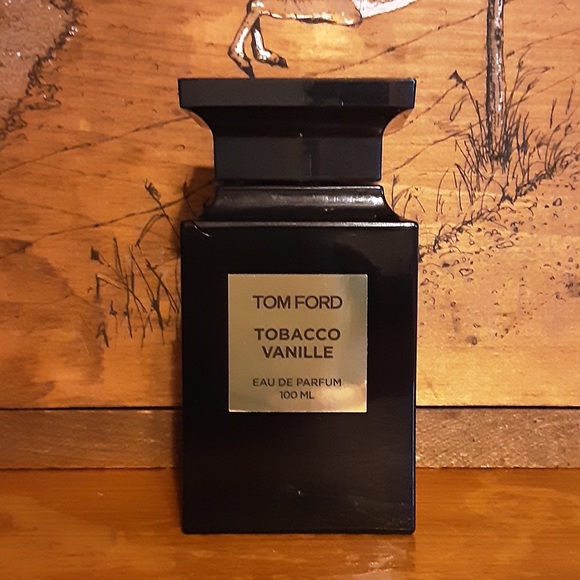 TOM FORD
TOBACCO
VANILLE
EAU DE PARFUM
100 ML